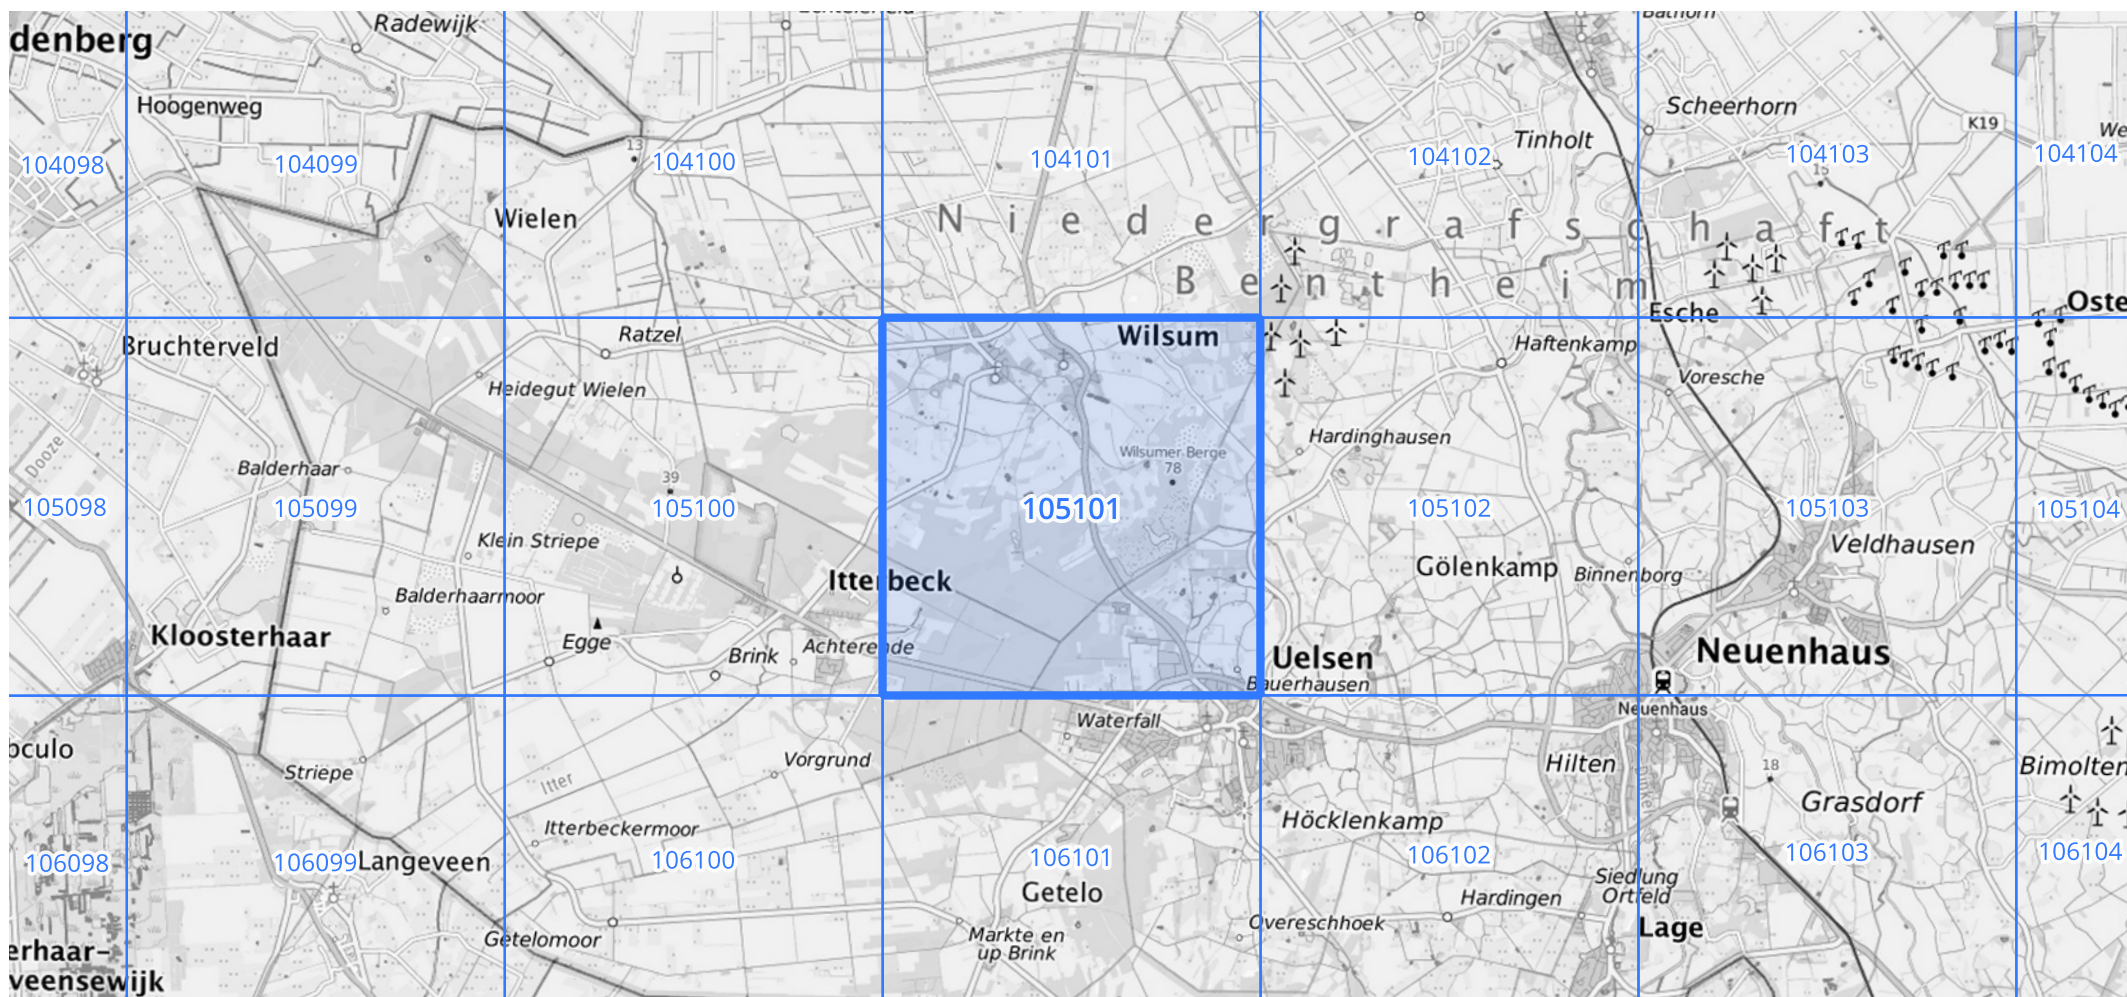 denberg
Radewijk
Hoogenweg
Scheerhorn
K19
Tinholt
13
15
104098
104099
104100
104101
104102
104103
104104
Wielen
Niedergrafschaft
Bentheim
Esche
Oste
Bruchterveld
Ratzel
Wilsum
Haftenkamp
Heidegut Wielen
Voresche
Hardinghausen
Dooze
Balderhaar
39
Wilsumer Berge
78
105098
105099
105100
105101
105102
105103
105104
Klein Striepe
Veldhausen
Gölenkamp
Binnenborg
Itterbeck
Balderhaarmoor
Kloosterhaar
Egge
Brink
Achterende
Uelsen
Neuenhaus
Bauerhausen
Neuenhaus
Waterfall
Vorgrund
Striepe
Itter
Hilten
Dinkel
18
Bimolten
Grasdorf
Höcklenkamp
Itterbeckermoor
106098
106099
Langeveen
106100
106101
106102
106103
106104
Getelo
Siedlung
Ortfeld
Hardingen
Overeschhoek
Lage
Getelomoor
Markte en
up Brink
erhaar-
veensewijk